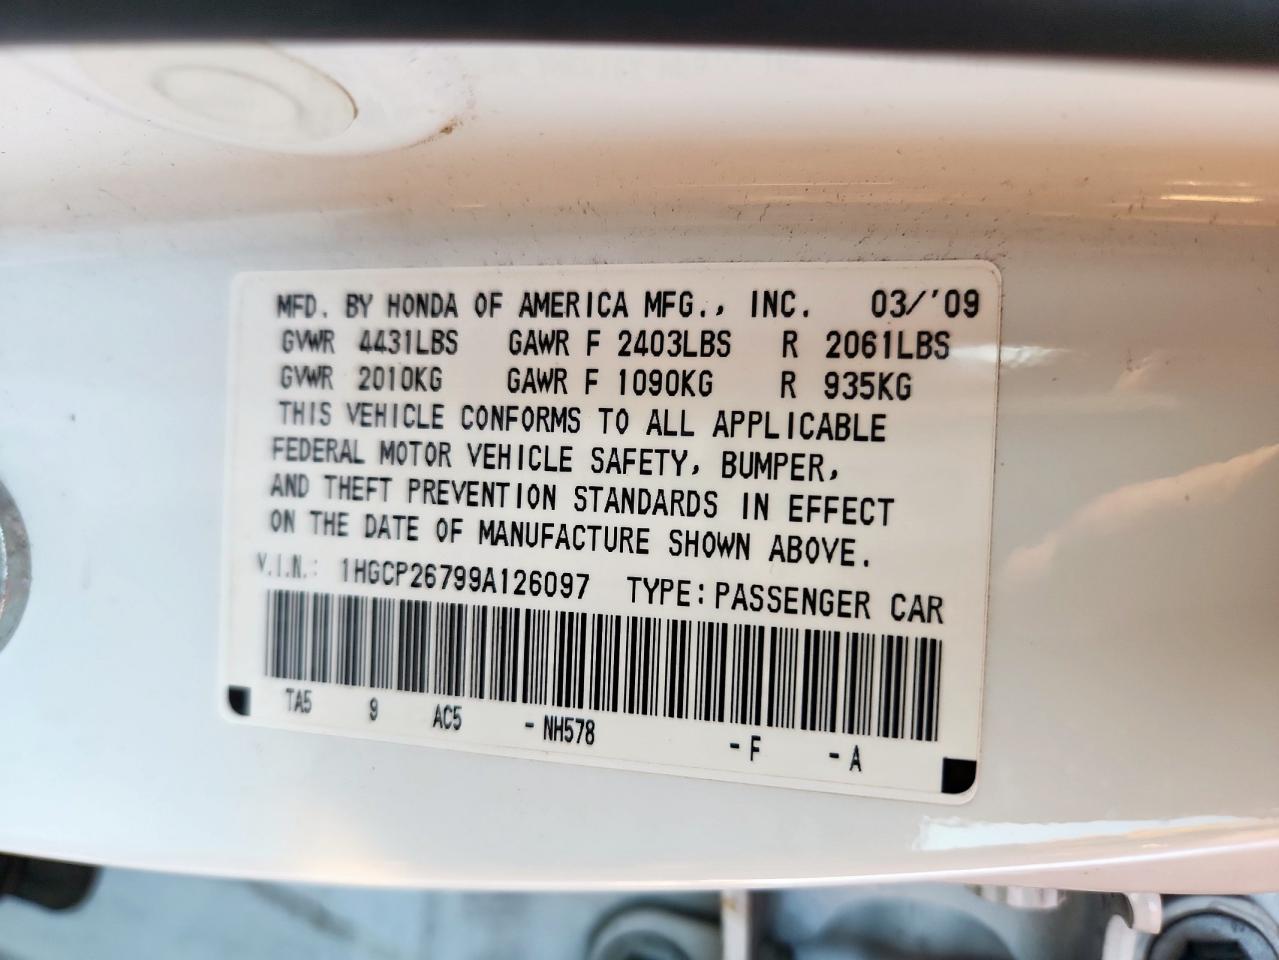 MFD. BY HONDA OF AMERICA MFG., INC. 03/'09
GVWR 4431LBS GAWR F 2403LBS R 2061LBS
GVWR 2010KG GAWR F 1090KG R 935KG
THIS VEHICLE CONFORMS TO ALL APPLICABLE
FEDERAL MOTOR VEHICLE SAFETY, BUMPER,
AND THEFT PREVENTION STANDARDS IN EFFECT
ON THE DATE OF MANUFACTURE SHOWN ABOVE.
V.I.N.: 1HGCP26799A126097 TYPE: PASSENGER CAR
TA5 9 AC5 -NH578 -F -A